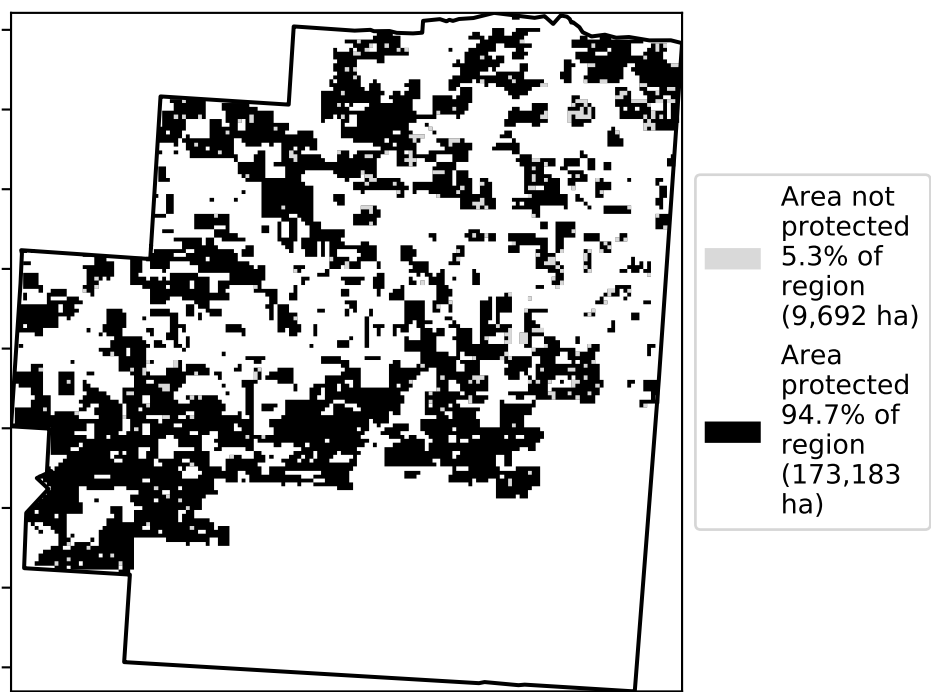 Area not
protected
5.3% of
region
(9,692 ha)
Area
protected
94.7% of
region
(173,183
ha)